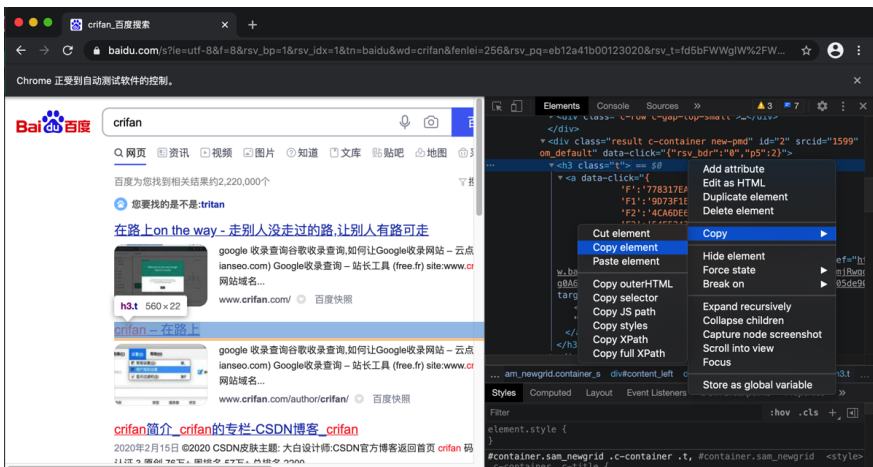 crifan_百度搜索
baidu.com/s?ie=utf-8&f=8&rsv_bp=1&rsv_idx=1&tn=baidu&wd=crifan&fenlei=256&rsv_pq=eb12a41b00123020&rsv_t=fd5bFWWgIW%2FW...
Chrome 正受到自动测试软件的控制。
Bai du 百度
crifan
网页 资讯 视频 图片 知道 文库 贴吧 地图
百度为您找到相关结果约2,220,000个
您要找的是不是:tritan
在路上on the way - 走别人没走过的路,让别人有路可走
google 收录查询谷歌收录查询,如何让Google收录网站 – 云点
ianseo.com) Google收录查询 – 站长工具 (free.fr) site:www.cr
网站域名...
www.crifan.com/ 百度快照
h3.t 560×22
crifan – 在路上
google 收录查询谷歌收录查询,如何让Google收录网站 – 云点
ianseo.com) Google收录查询 – 站长工具 (free.fr) site:www.cr
网站域名...
www.crifan.com/author/crifan/ 百度快照
crifan简介_crifan的专栏-CSDN博客_crifan
2020年2月15日 ©2020 CSDN皮肤主题: 大白设计师:CSDN官方博客返回首页 crifan 码
Elements Console Sources » 3 7
</div>
<div class="result c-container new-pmd" id="2" srcid="1599"
om_default" data-click="{"rsv_bdr":"0","p5":2}">
<h3 class="t"> == $0
<a data-click="{
'F':'778317EA
'F1':'9D73F1E
'F2':'4CA6DE6
Add attribute
Edit as HTML
Duplicate element
Delete element
Copy
Hide element
Force state
Break on
Expand recursively
Collapse children
Capture node screenshot
Scroll into view
Focus
Store as global variable
Cut element
Copy element
Paste element
Copy outerHTML
Copy selector
Copy JS path
Copy styles
Copy XPath
Copy full XPath
w.ba
g0A6
targ
</h3
... am_newgrid.container_s div#content_left
h3.t ...
Styles Computed Layout Event Listeners
Filter :hov .cls +
element.style {
}
#container.sam_newgrid .c-container .t, #container.sam_newgrid <style>
.c-container .c-title {